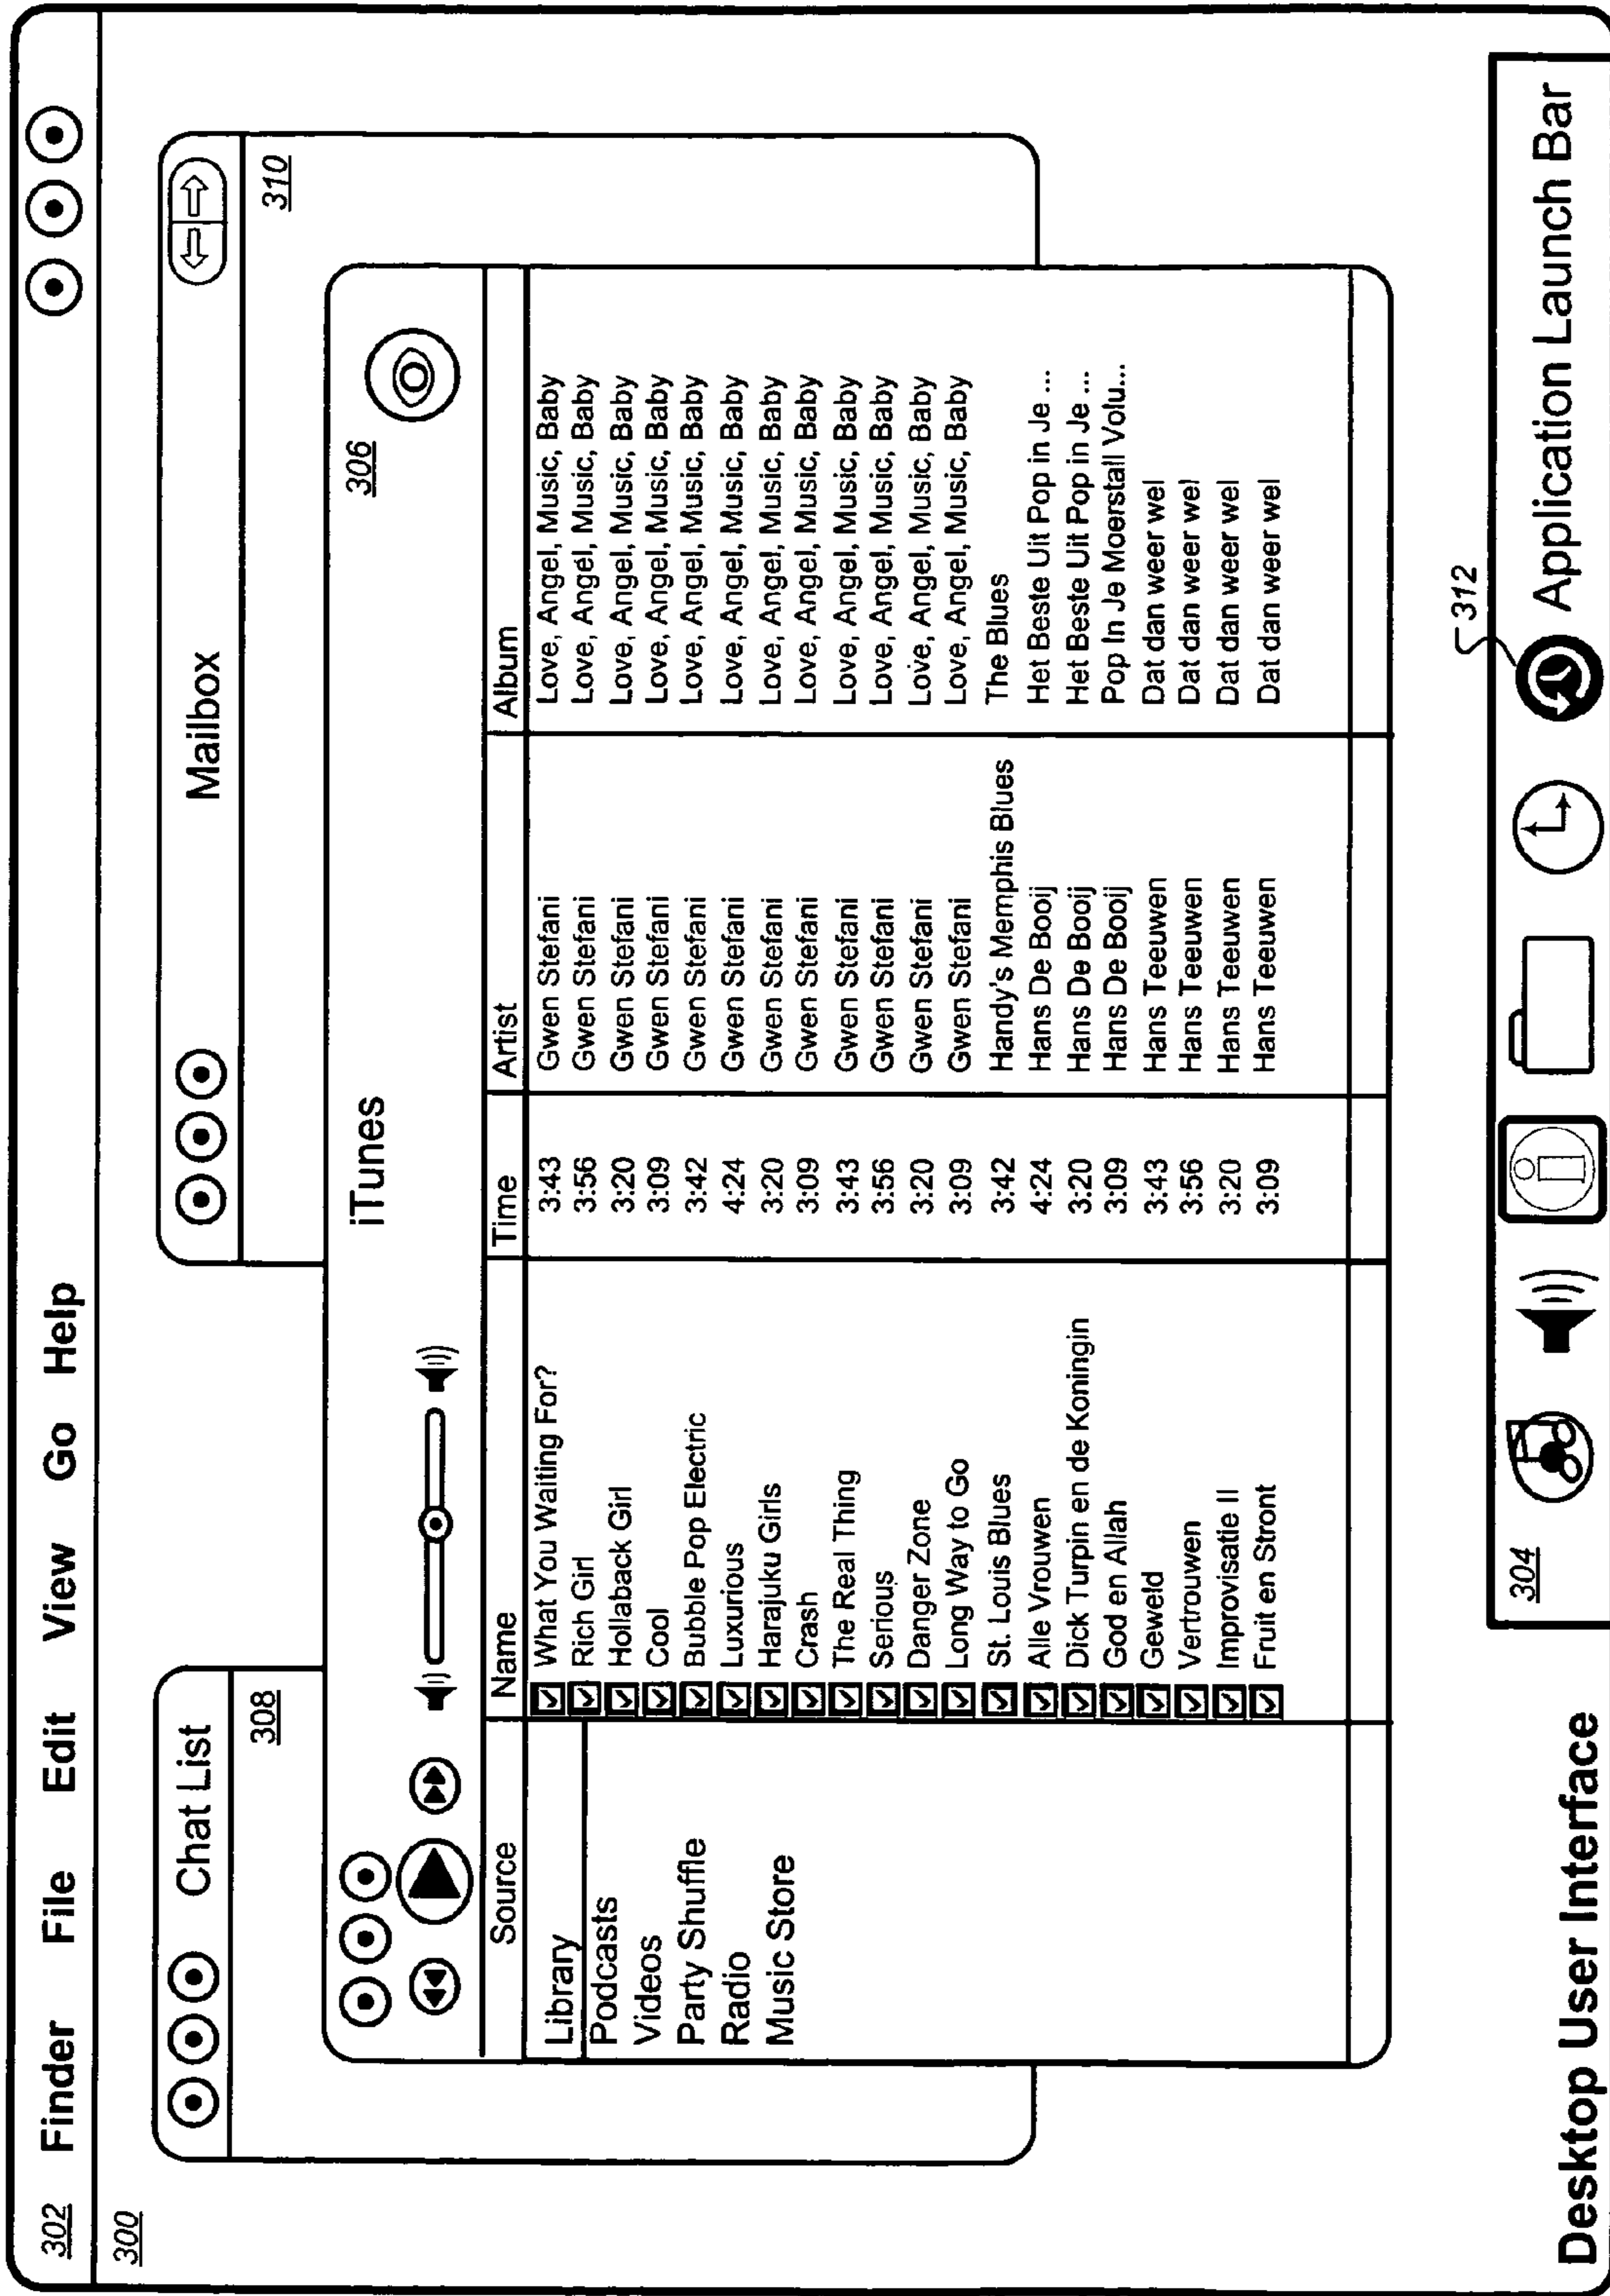 302 Finder File Edit View Go Help
300
Chat List
308
Mailbox
310
iTunes
306
Source Name Time Artist Album
Library
Podcasts
Videos
Party Shuffle
Radio
Music Store
What You Waiting For? 3:43 Gwen Stefani Love, Angel, Music, Baby
Rich Girl 3:56 Gwen Stefani Love, Angel, Music, Baby
Hollaback Girl 3:20 Gwen Stefani Love, Angel, Music, Baby
Cool 3:09 Gwen Stefani Love, Angel, Music, Baby
Bubble Pop Electric 3:42 Gwen Stefani Love, Angel, Music, Baby
Luxurious 4:24 Gwen Stefani Love, Angel, Music, Baby
Harajuku Girls 3:20 Gwen Stefani Love, Angel, Music, Baby
Crash 3:09 Gwen Stefani Love, Angel, Music, Baby
The Real Thing 3:43 Gwen Stefani Love, Angel, Music, Baby
Serious 3:56 Gwen Stefani Love, Angel, Music, Baby
Danger Zone 3:20 Gwen Stefani Love, Angel, Music, Baby
Long Way to Go 3:09 Gwen Stefani Love, Angel, Music, Baby
St. Louis Blues 3:42 Handy's Memphis Blues The Blues
Alle Vrouwen 4:24 Hans De Booij Het Beste Uit Pop in Je ...
Dick Turpin en de Koningin 3:20 Hans De Booij Het Beste Uit Pop in Je ...
God en Allah 3:09 Hans De Booij Pop In Je Moerstall Volu...
Geweld 3:43 Hans Teeuwen Dat dan weer wel
Vertrouwen 3:56 Hans Teeuwen Dat dan weer wel
Improvisatie II 3:20 Hans Teeuwen Dat dan weer wel
Fruit en Stront 3:09 Hans Teeuwen Dat dan weer wel
312
304
Application Launch Bar
Desktop User Interface